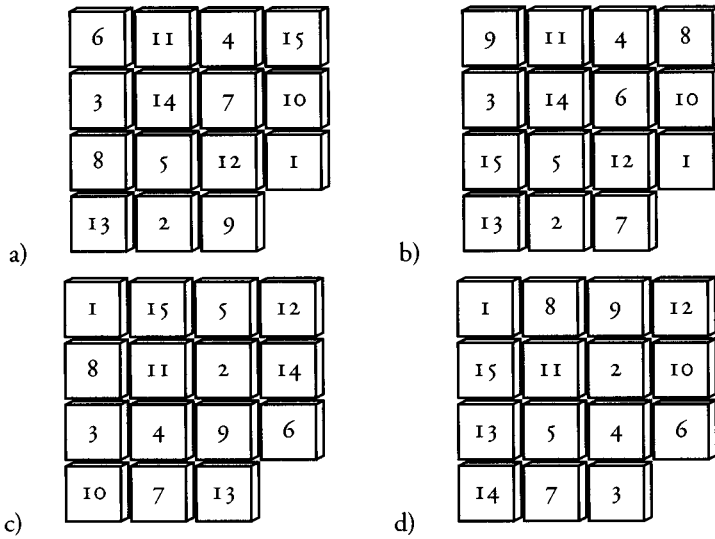 6 11 4 15
3 14 7 10
8 5 12 1
13 2 9
a)
9 11 4 8
3 14 6 10
15 5 12 1
13 2 7
b)
1 15 5 12
8 11 2 14
3 4 9 6
10 7 13
c)
1 8 9 12
15 11 2 10
13 5 4 6
14 7 3
d)